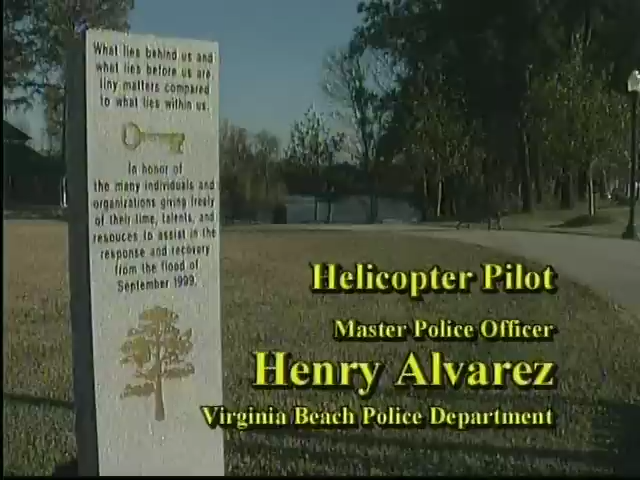 What lies behind us and
what lies before us are
tiny matters compared
to what lies within us.
In honor of
the many individuals and
organizations giving freely
of their time, talents, and
resouces to assist in the
response and recovery
from the flood of
September 1999.
Helicopter Pilot
Master Police Officer
Henry Alvarez
Virginia Beach Police Department